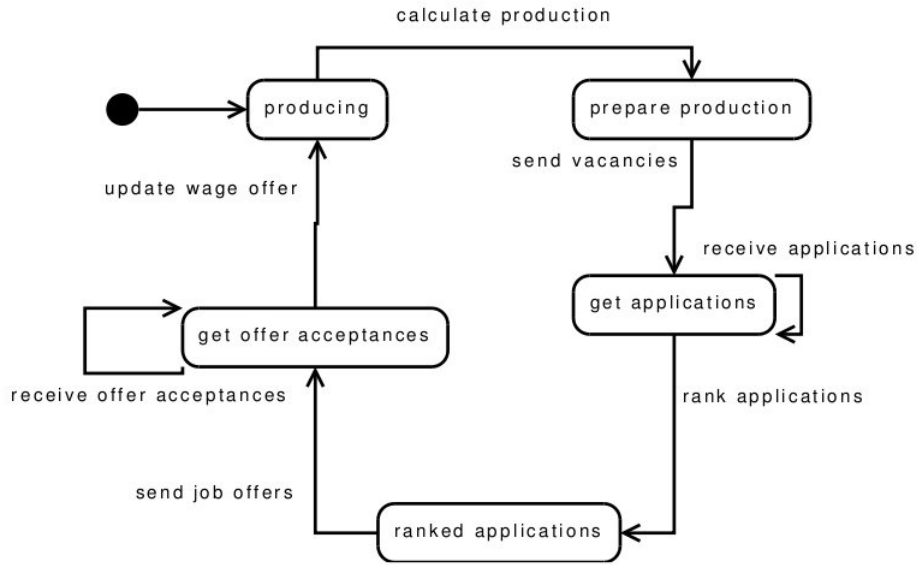 calculate production
producing
prepare production
send vacancies
update wage offer
receive applications
get applications
get offer acceptances
receive offer acceptances
rank applications
send job offers
ranked applications